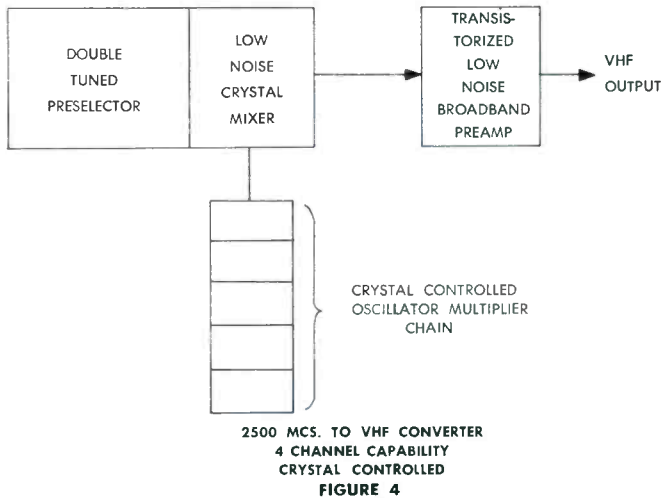 DOUBLE
TUNED
PRESELECTOR
LOW
NOISE
CRYSTAL
MIXER
TRANSIS-
TORIZED
LOW
NOISE
BROADBAND
PREAMP
VHF
OUTPUT
CRYSTAL CONTROLLED
OSCILLATOR MULTIPLIER
CHAIN
2500 MCS. TO VHF CONVERTER
4 CHANNEL CAPABILITY
CRYSTAL CONTROLLED
FIGURE 4